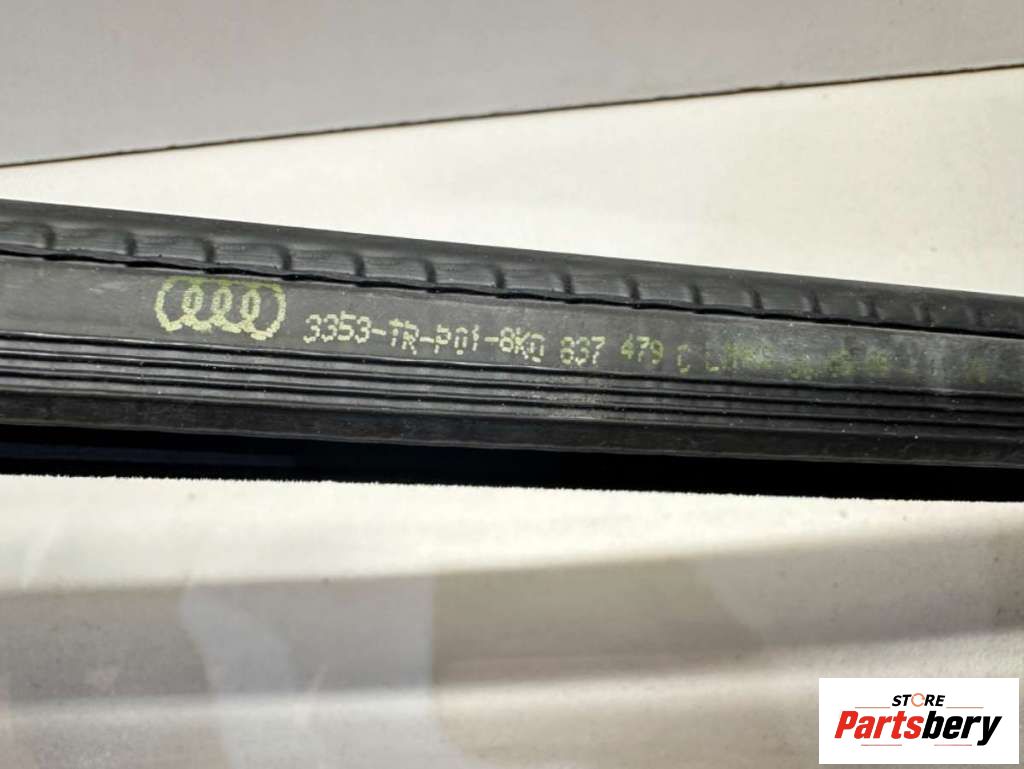 3353-TR-P01-8K0 837 479 C
STORE
Partsbery